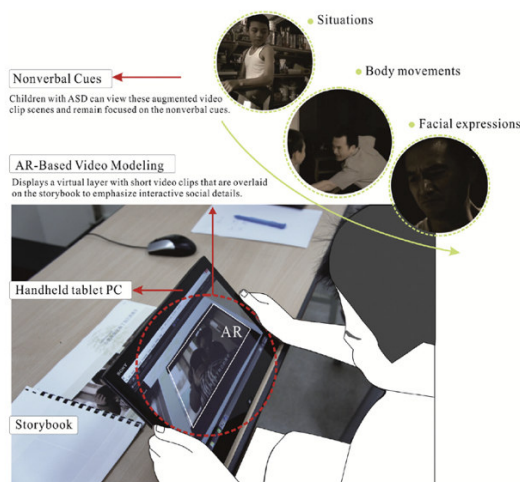 Situations
Body movements
Facial expressions
Nonverbal Cues
Children with ASD can view these augmented video
clip scenes and remain focused on the nonverbal cues.
AR-Based Video Modeling
Displays a virtual layer with short video clips that are overlaid
on the storybook to emphasize interactive social details.
Handheld tablet PC
AR
Storybook